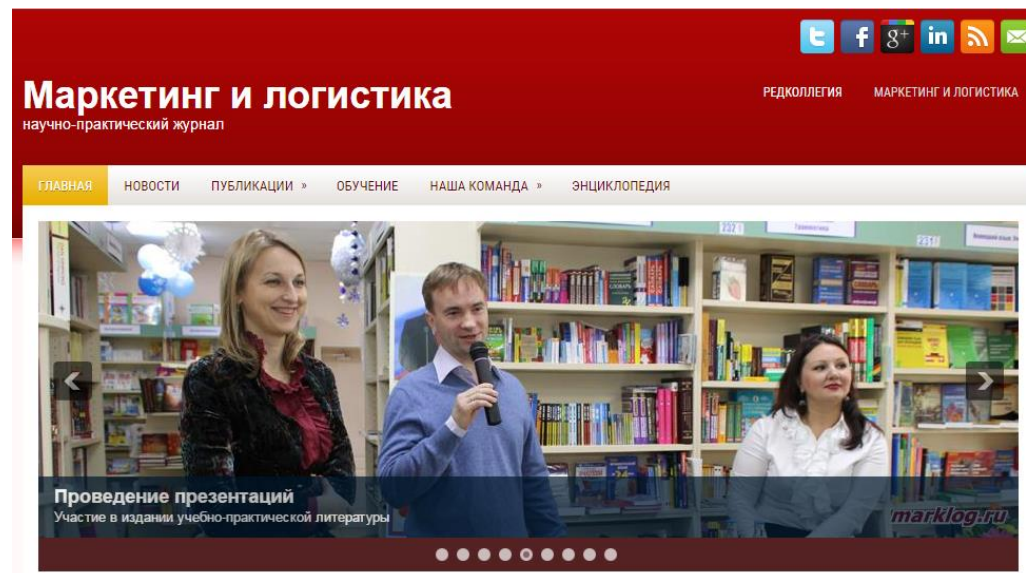 Маркетинг и логистика
научно-практический журнал
РЕДКОЛЛЕГИЯ МАРКЕТИНГ И ЛОГИСТИКА
ГЛАВНАЯ НОВОСТИ ПУБЛИКАЦИИ » ОБУЧЕНИЕ НАША КОМАНДА » ЭНЦИКЛОПЕДИЯ
Проведение презентаций
Участие в издании учебно-практической литературы
marklog.ru